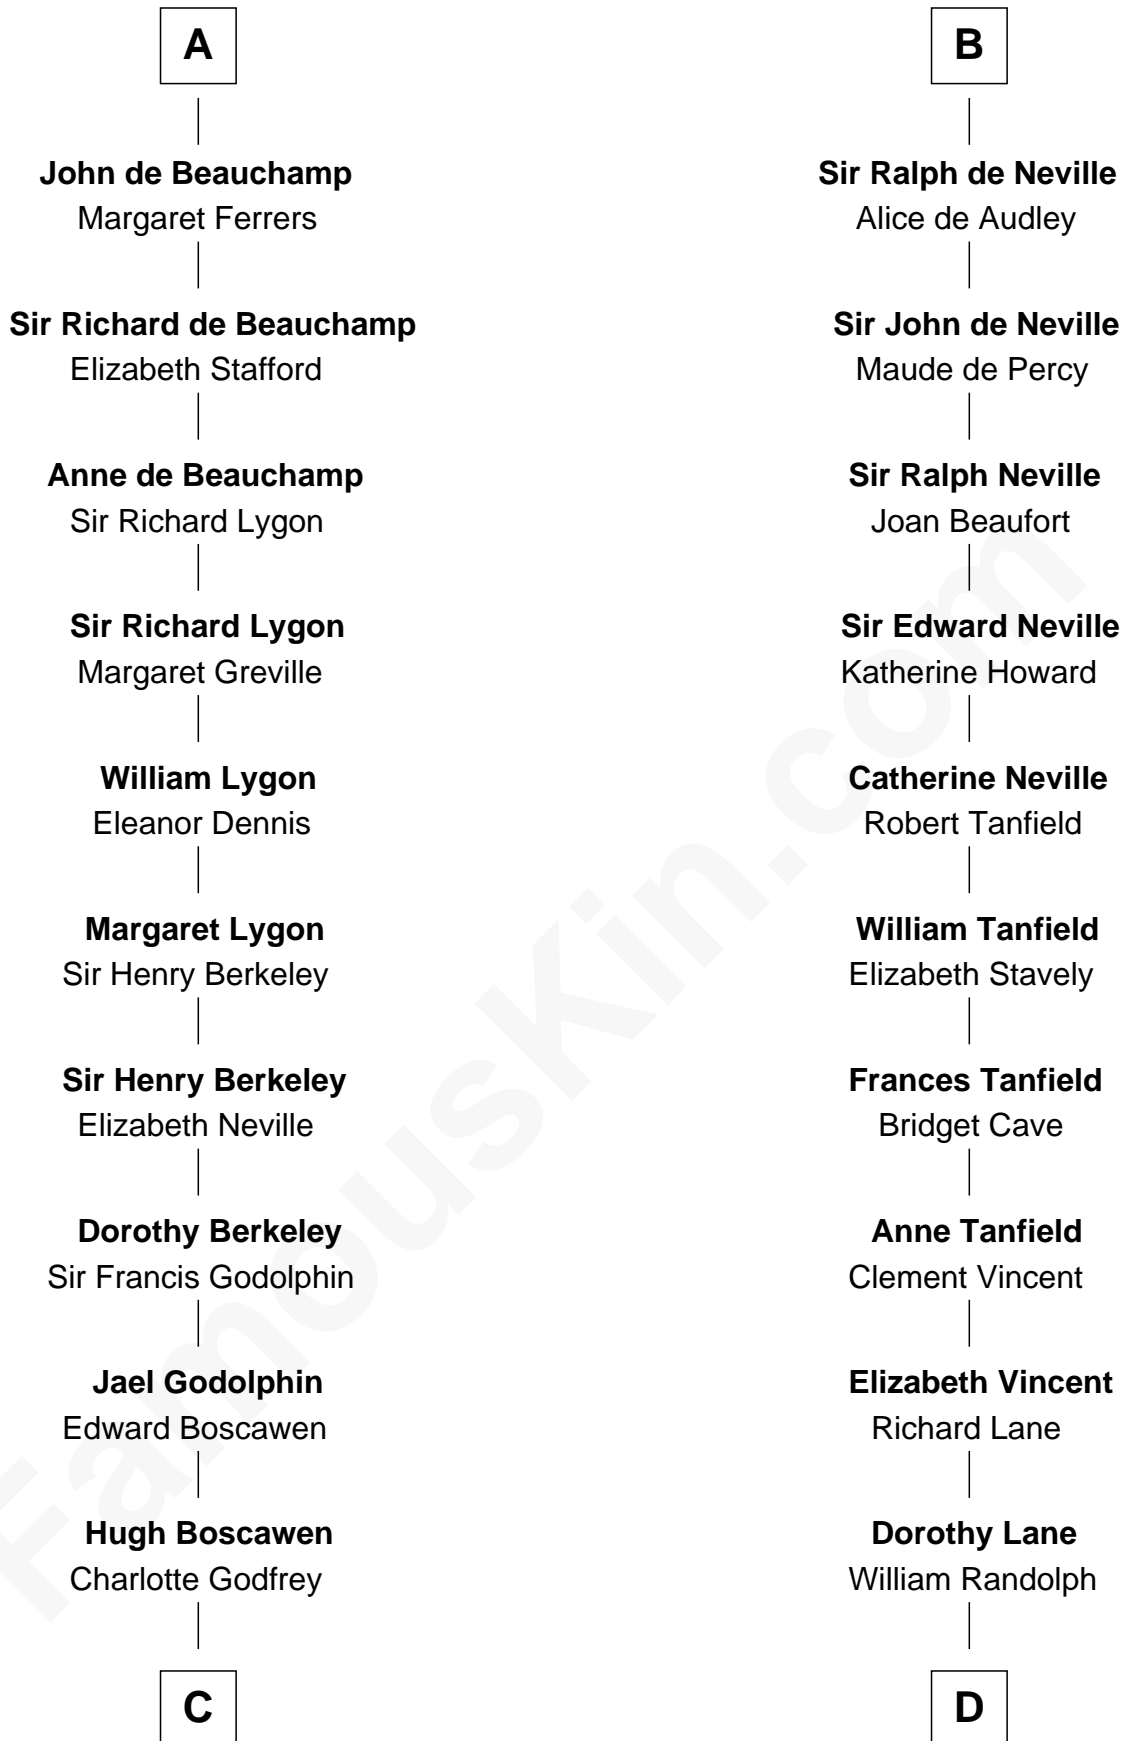 A
John de Beauchamp
Margaret Ferrers
Sir Richard de Beauchamp
Elizabeth Stafford
Anne de Beauchamp
Sir Richard Lygon
Sir Richard Lygon
Margaret Greville
William Lygon
Eleanor Dennis
Margaret Lygon
Sir Henry Berkeley
Sir Henry Berkeley
Elizabeth Neville
Dorothy Berkeley
Sir Francis Godolphin
Jael Godolphin
Edward Boscawen
Hugh Boscawen
Charlotte Godfrey
C
B
Sir Ralph de Neville
Alice de Audley
Sir John de Neville
Maude de Percy
Sir Ralph Neville
Joan Beaufort
Sir Edward Neville
Katherine Howard
Catherine Neville
Robert Tanfield
William Tanfield
Elizabeth Stavely
Frances Tanfield
Bridget Cave
Anne Tanfield
Clement Vincent
Elizabeth Vincent
Richard Lane
Dorothy Lane
William Randolph
D
FamousKin.com